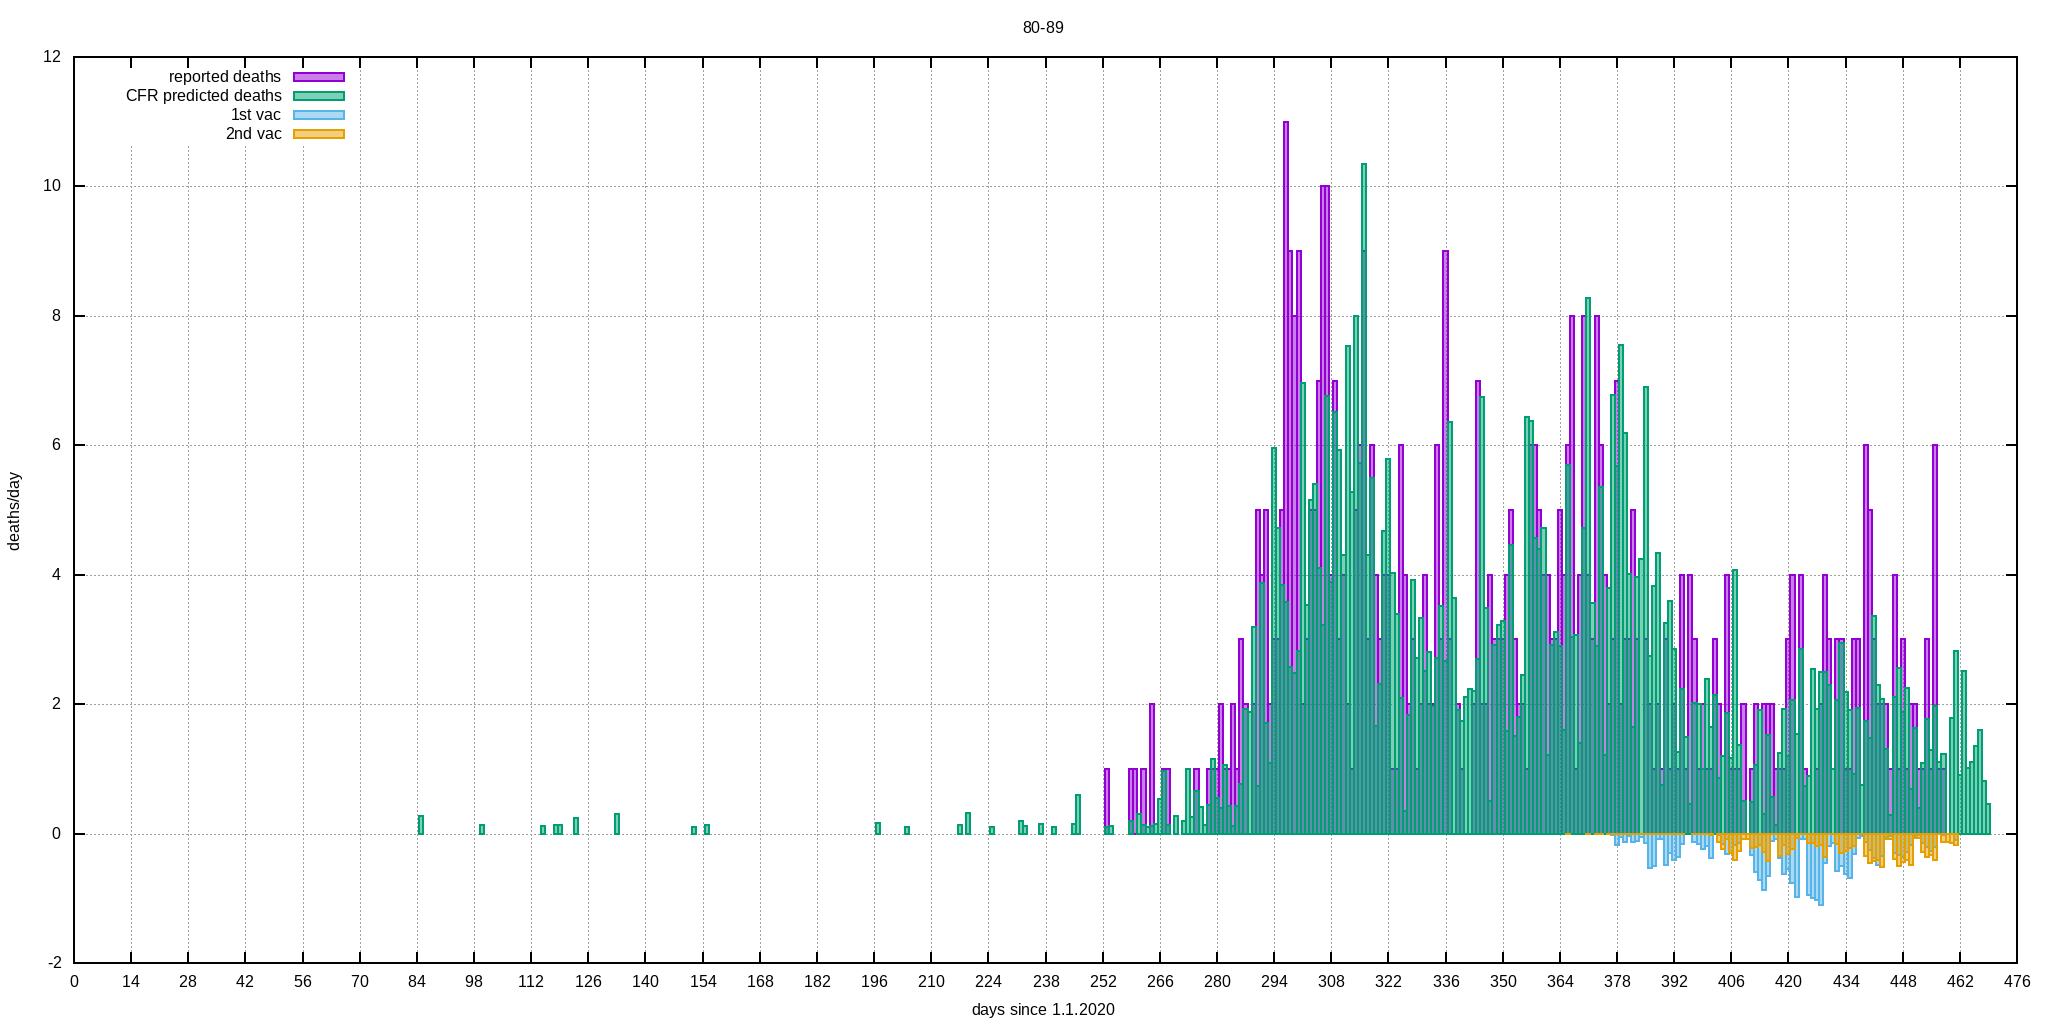 80-89
reported deaths
CFR predicted deaths
1st vac
2nd vac
12
10
8
6
4
2
0
-2
deaths/day
0 14 28 42 56 70 84 98 112 126 140 154 168 182 196 210 224 238 252 266 280 294 308 322 336 350 364 378 392 406 420 434 448 462 476
days since 1.1.2020